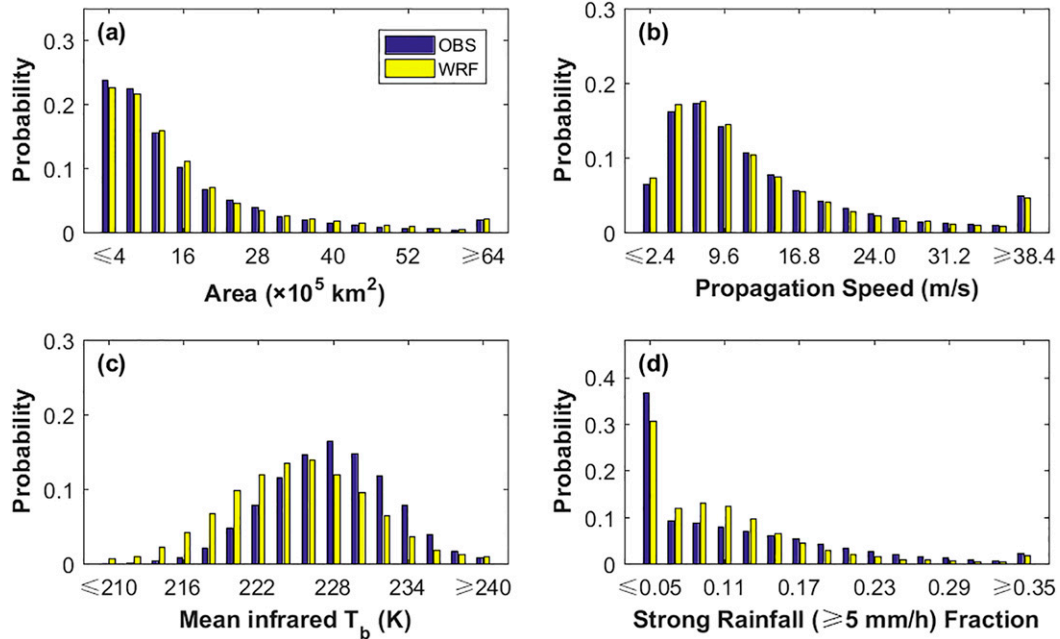 (a)
OBS
WRF
Probability
0.3
0.2
0.1
0
≤4 16 28 40 52 ≥64
Area (×10⁵ km²)
(b)
Probability
0.3
0.2
0.1
0
≤2.4 9.6 16.8 24.0 31.2 ≥38.4
Propagation Speed (m/s)
(c)
Probability
0.3
0.2
0.1
0
≤210 216 222 228 234 ≥240
Mean infrared T_b (K)
(d)
Probability
0.4
0.3
0.2
0.1
0
≤0.05 0.11 0.17 0.23 0.29 ≥0.35
Strong Rainfall (≥5 mm/h) Fraction